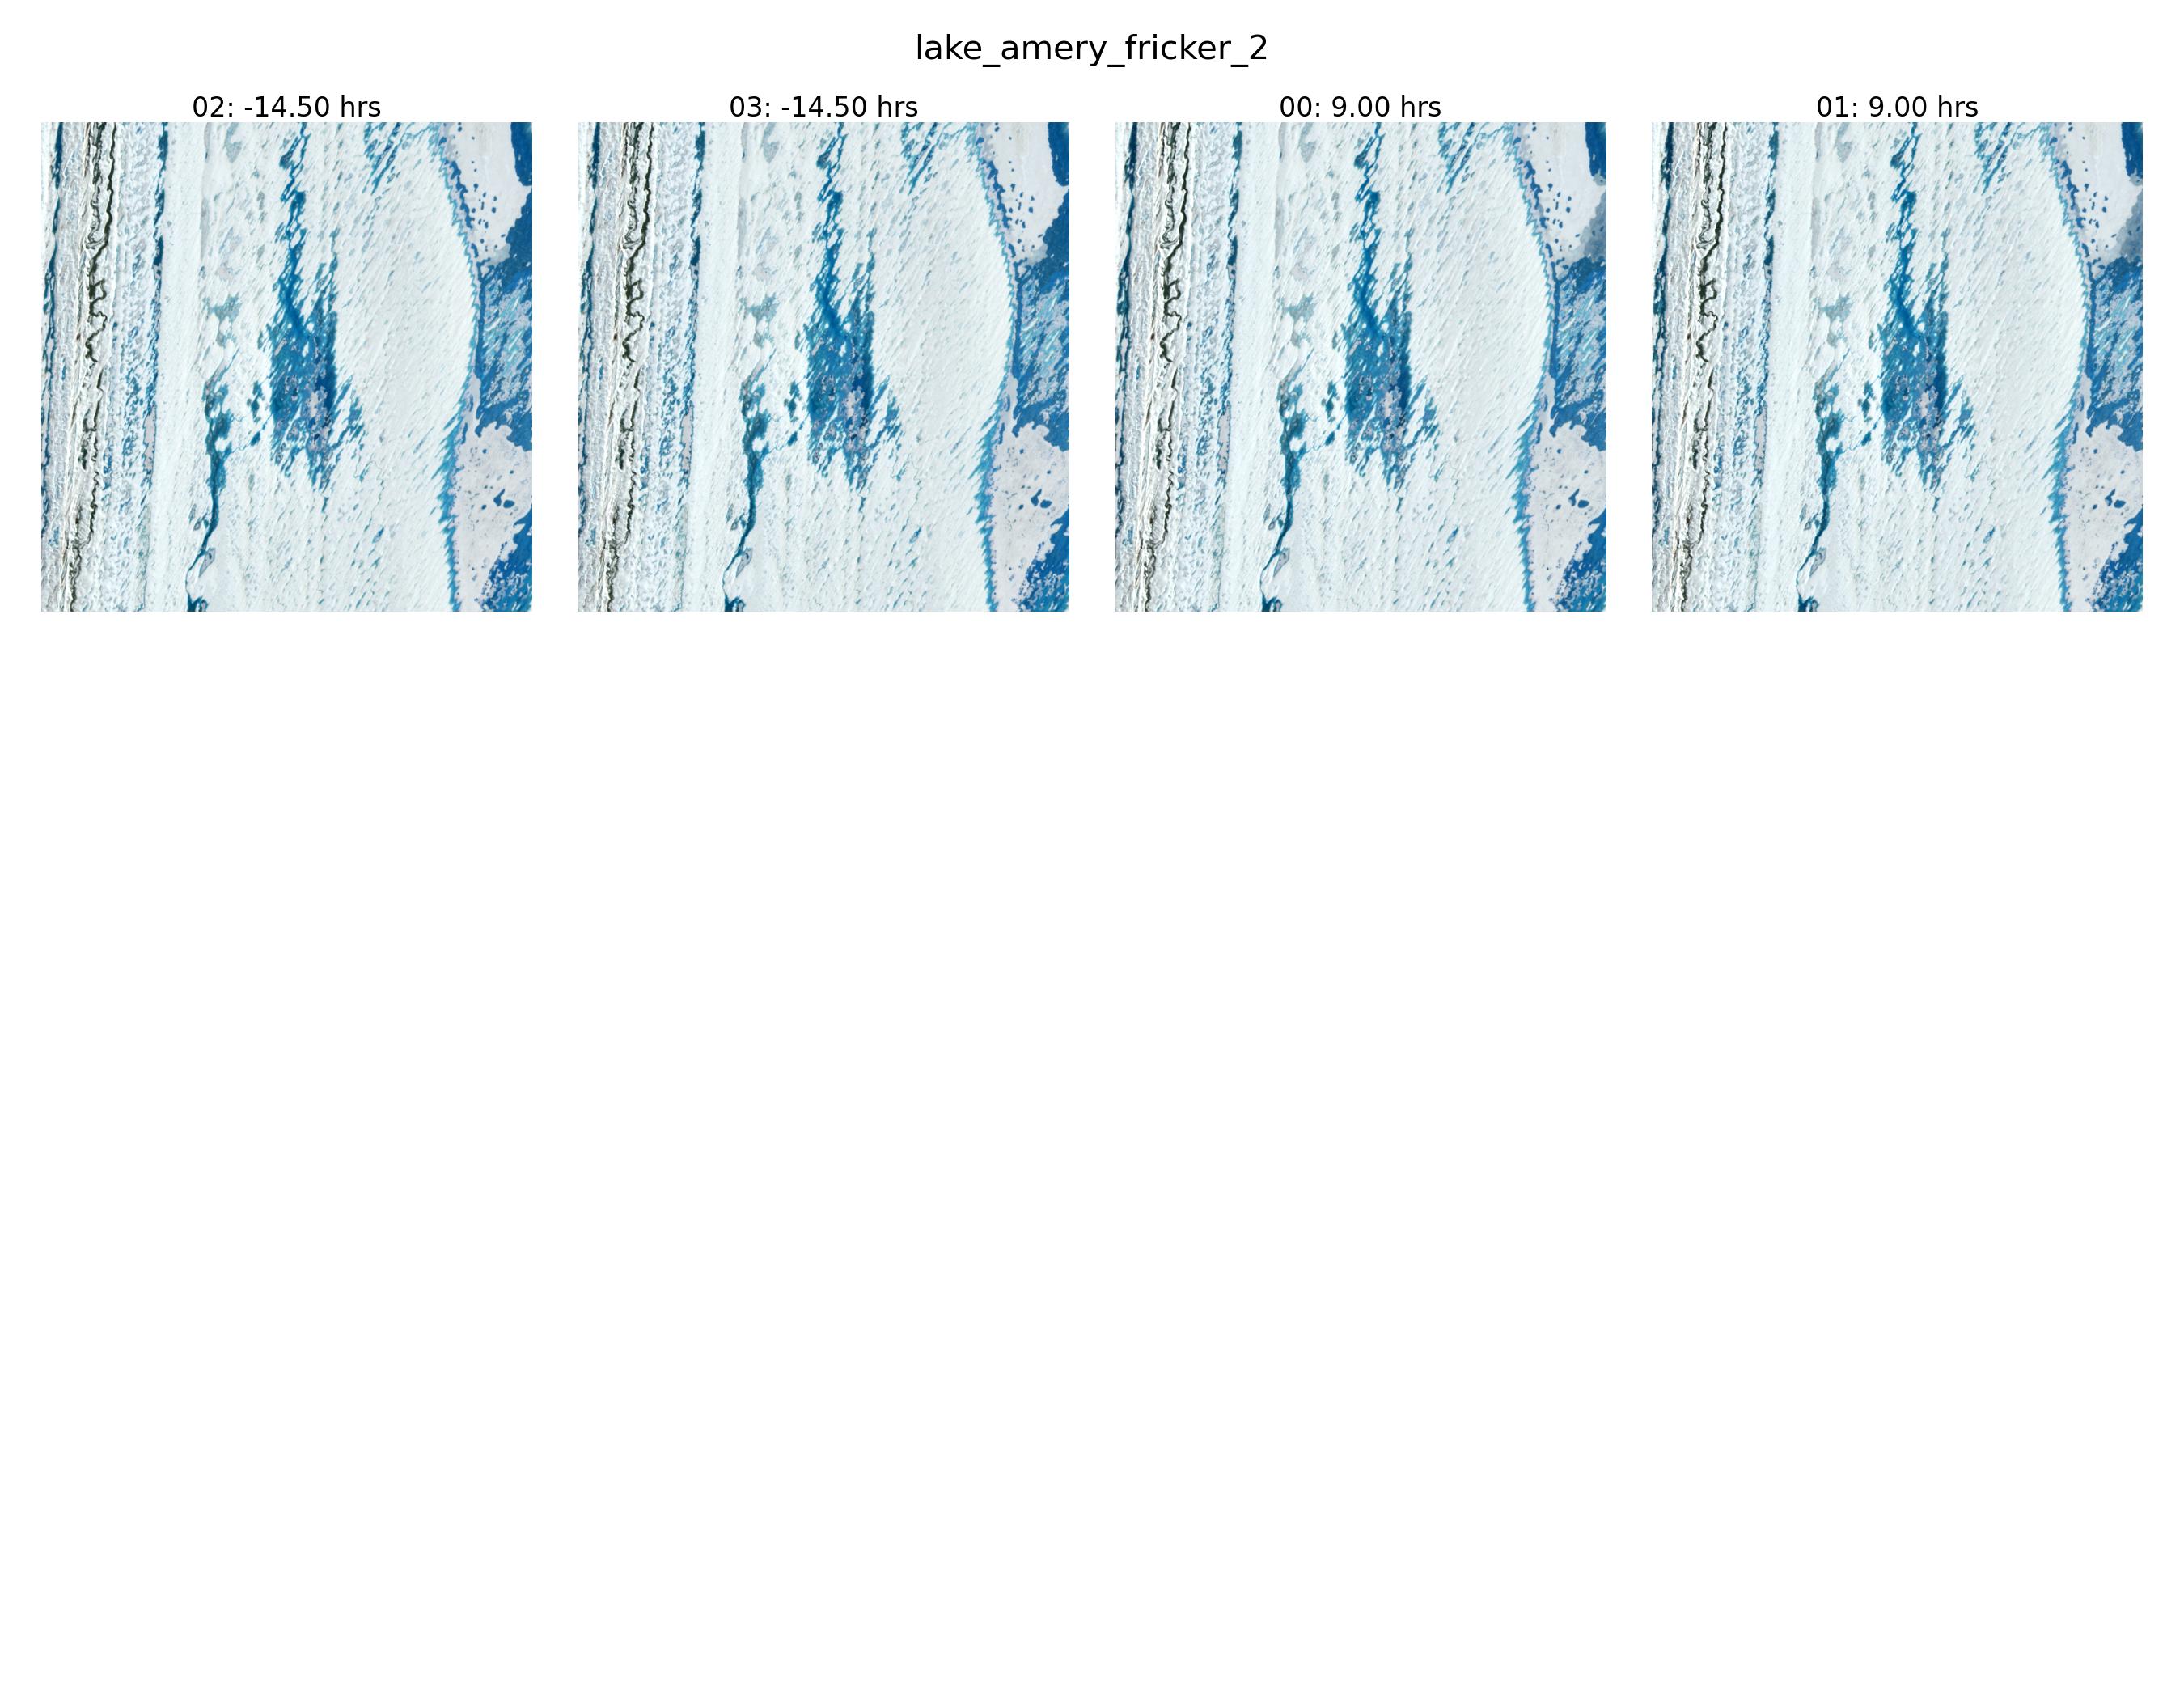 lake_amery_fricker_2
02: -14.50 hrs
03: -14.50 hrs
00: 9.00 hrs
01: 9.00 hrs